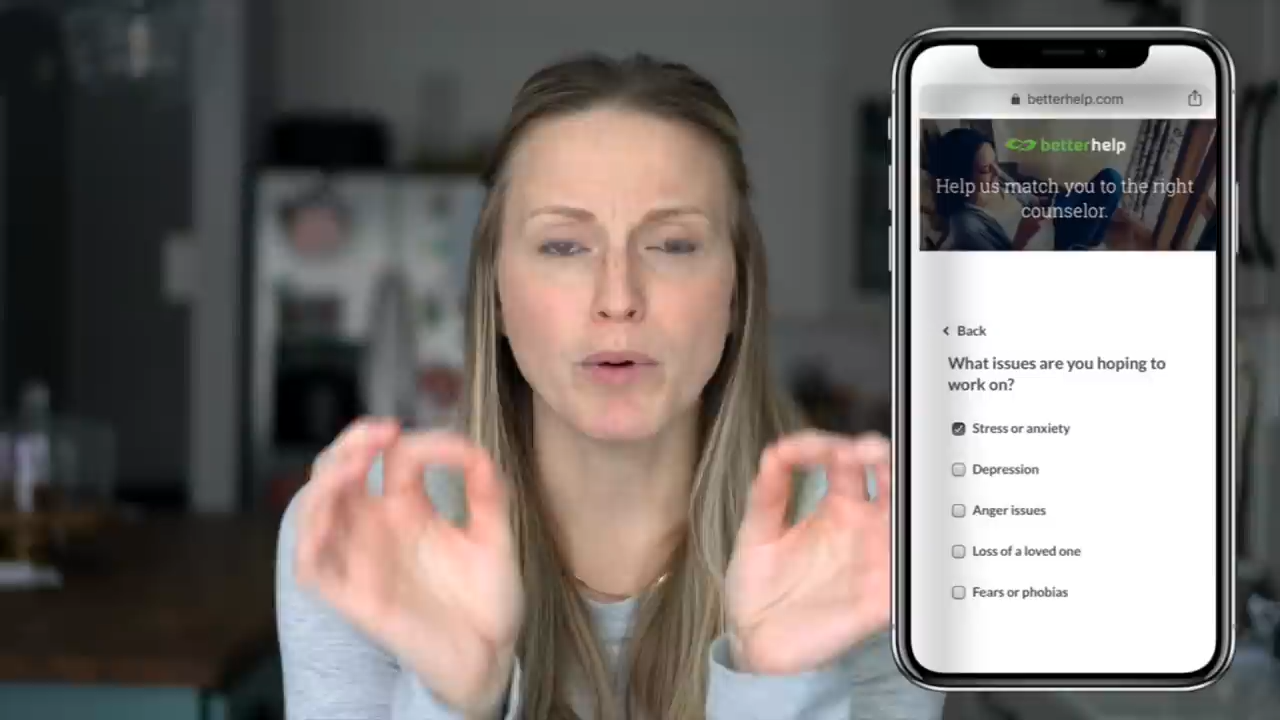 betterhelp.com
betterhelp
Help us match you to the right
counselor.
Back
What issues are you hoping to
work on?
Stress or anxiety
Depression
Anger issues
Loss of a loved one
Fears or phobias